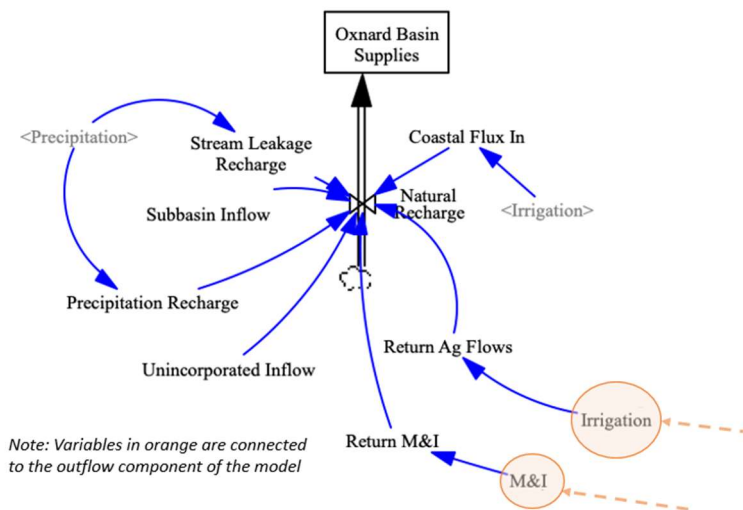 Oxnard Basin
Supplies
<Precipitation>
Stream Leakage
Recharge
Coastal Flux In
Subbasin Inflow
Natural
Recharge
<Irrigation>
Precipitation Recharge
Unincorporated Inflow
Return Ag Flows
Irrigation
Return M&I
M&I
Note: Variables in orange are connected
to the outflow component of the model